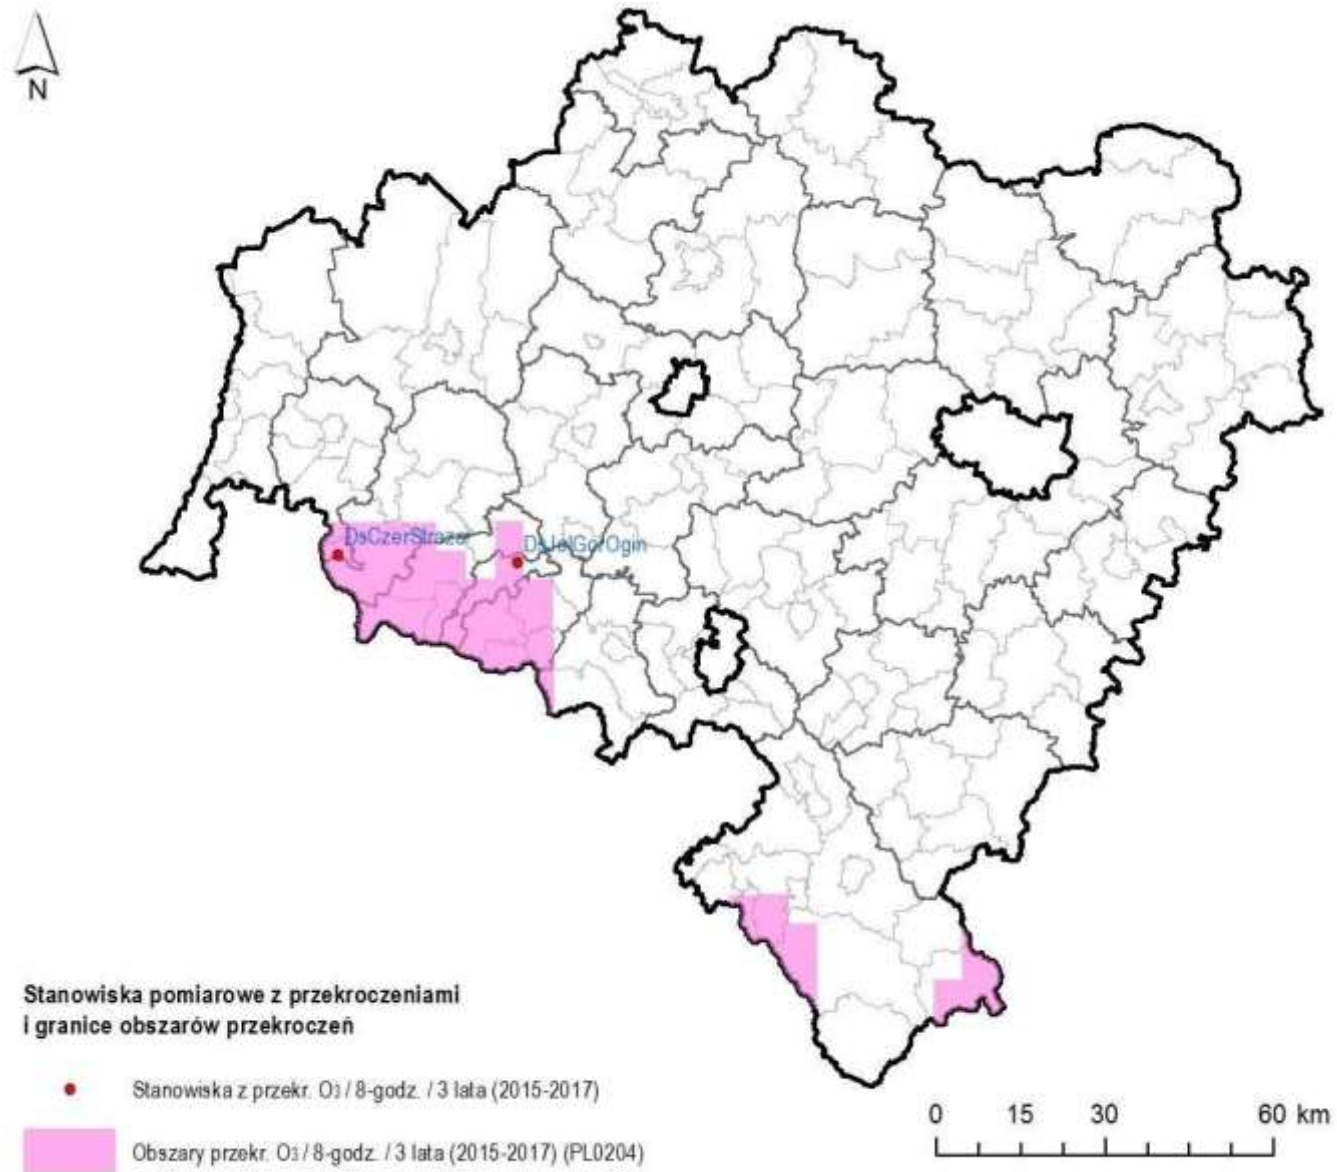 N
DsCzerStraza
DsJelGorOgin
Stanowiska pomiarowe z przekroczeniami
i granice obszarów przekroczeń
Stanowiska z przekr. O3 / 8-godz. / 3 lata (2015-2017)
Obszary przekr. O3 / 8-godz. / 3 lata (2015-2017) (PL0204)
0 15 30 60 km